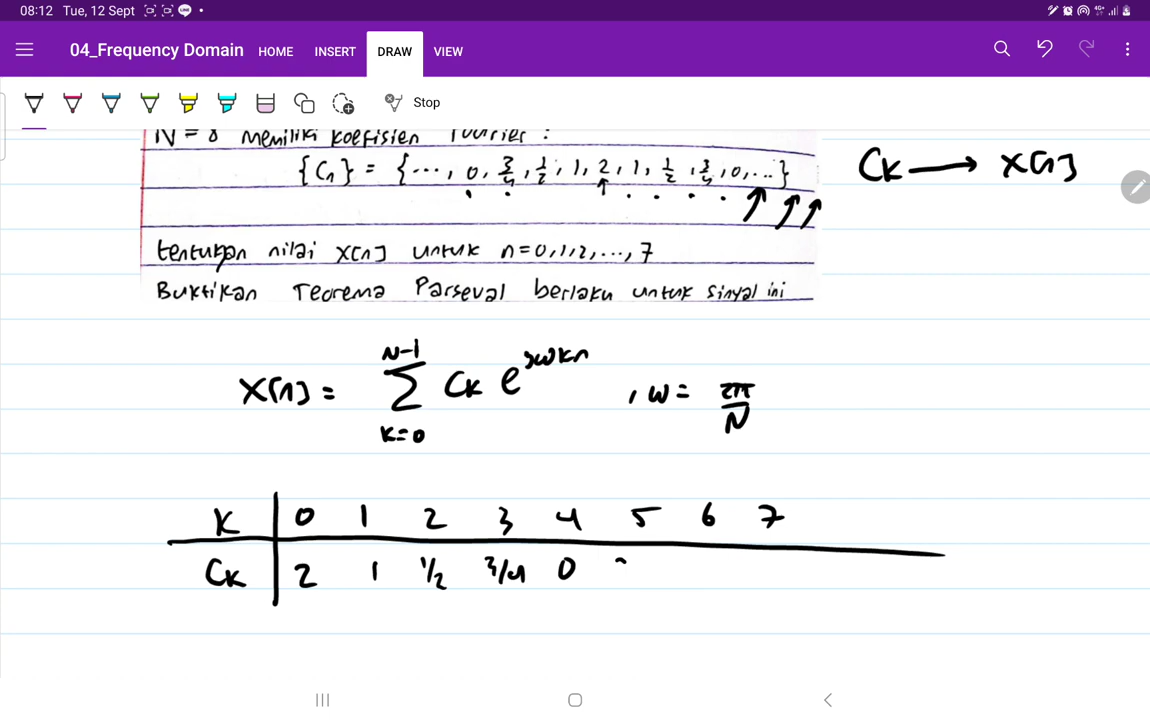 08:12 Tue, 12 Sept
04_Frequency Domain HOME INSERT DRAW VIEW
Stop
N = 8 memiliki koefisien Fourier :
{C₁} = {..., 0, 3/4, 1/2, 1, 2, 1, 1/2, 3/4, 0, ...}
↑
Ck → X[n]
tentukan nilai X[n] untuk n=0,1,2,..., 7
Buktikan Teorema Parseval berlaku untuk sinyal ini
X[n] = Σ_{k=0}^{N-1} Ck e^{jωkn} , ω = 2π/N
K | 0 1 2 3 4 5 6 7
Ck | 2 1 1/2 3/4 0